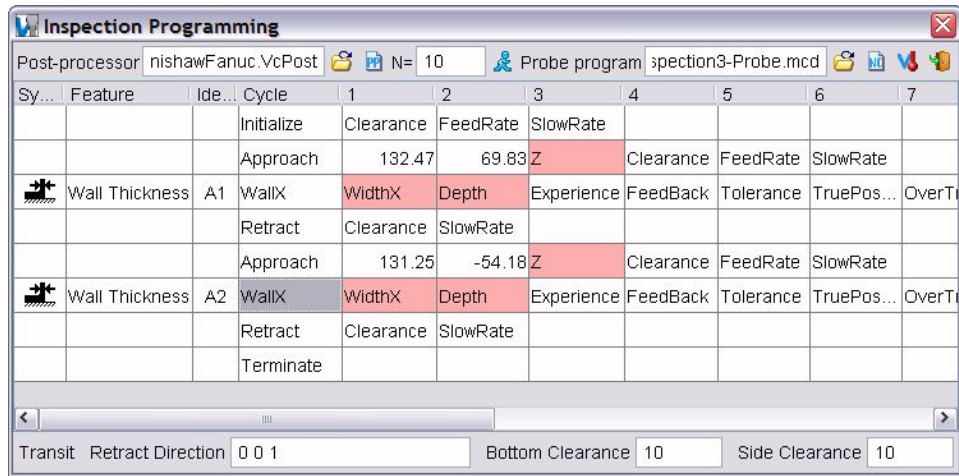 Inspection Programming
Post-processor nishawFanuc.VcPost PP N= 10 Probe program spection3-Probe.mcd
Sy... Feature Ide... Cycle 1 2 3 4 5 6 7
Initialize Clearance FeedRate SlowRate
Approach 132.47 69.83 Z Clearance FeedRate SlowRate
Wall Thickness A1 WallX WidthX Depth Experience FeedBack Tolerance TruePos... OverTr
Retract Clearance SlowRate
Approach 131.25 -54.18 Z Clearance FeedRate SlowRate
Wall Thickness A2 WallX WidthX Depth Experience FeedBack Tolerance TruePos... OverTr
Retract Clearance SlowRate
Terminate
Transit Retract Direction 0 0 1 Bottom Clearance 10 Side Clearance 10